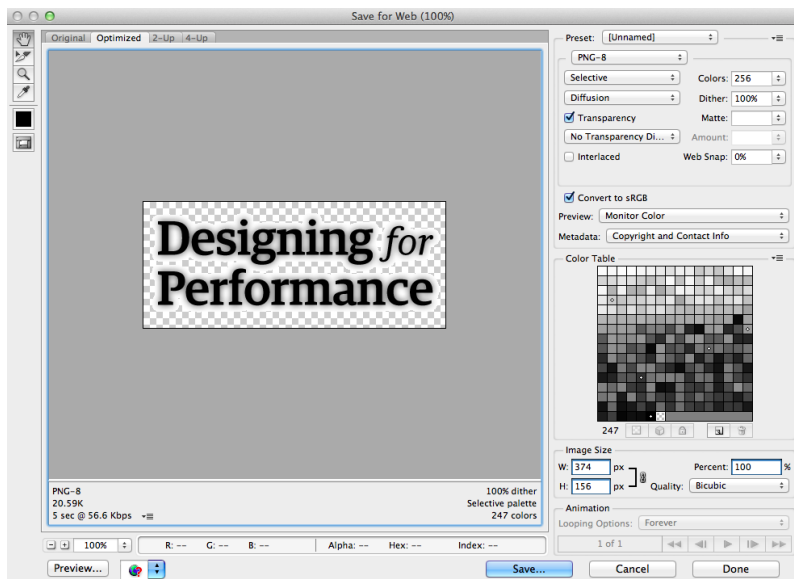 Save for Web (100%)
Original Optimized 2-Up 4-Up
Designing for
Performance
PNG-8 100% dither
20.59K Selective palette
5 sec @ 56.6 Kbps 247 colors
100% R: -- G: -- B: -- Alpha: -- Hex: -- Index: --
Preview... Save... Cancel Done
Preset: [Unnamed]
PNG-8
Selective Colors: 256
Diffusion Dither: 100%
Transparency Matte:
No Transparency Di... Amount:
Interlaced Web Snap: 0%
Convert to sRGB
Preview: Monitor Color
Metadata: Copyright and Contact Info
Color Table
247
Image Size
W: 374 px Percent: 100 %
H: 156 px Quality: Bicubic
Animation
Looping Options: Forever
1 of 1